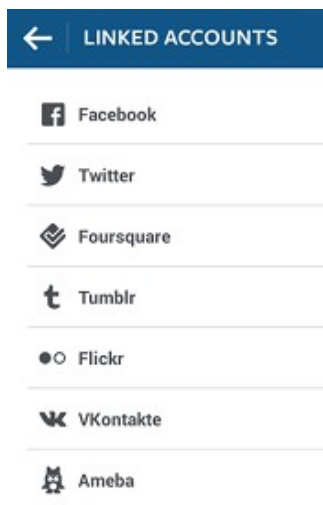 LINKED ACCOUNTS
Facebook
Twitter
Foursquare
Tumblr
Flickr
VKontakte
Ameba